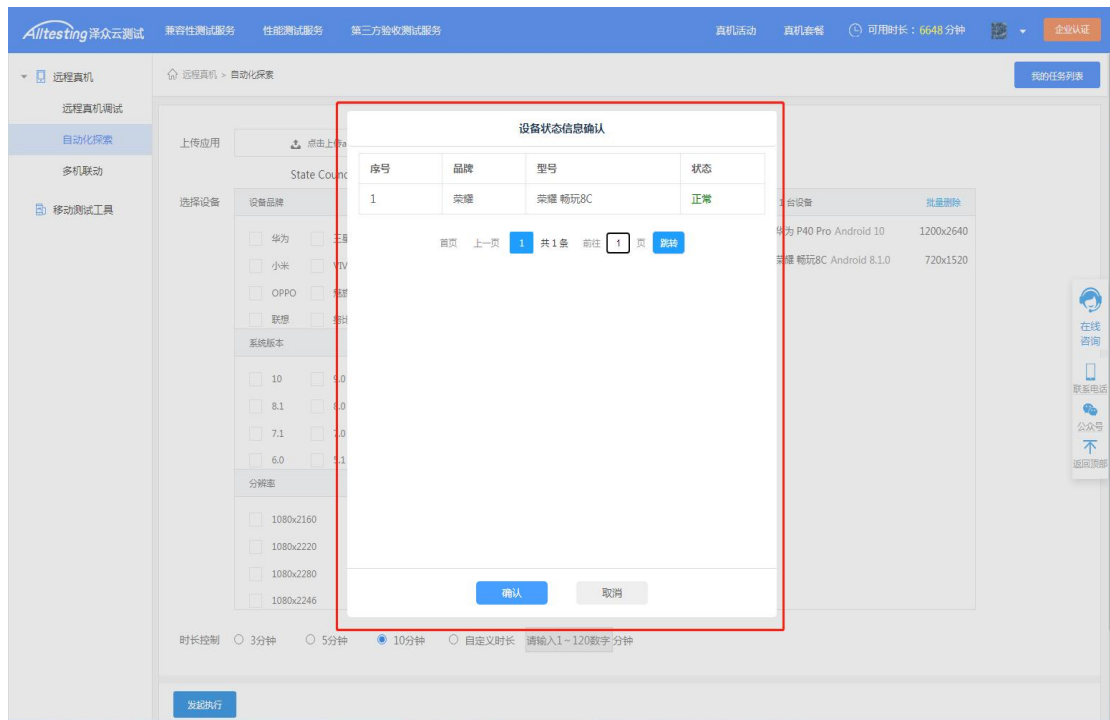 Alltesting泽众云测试 兼容性测试服务 性能测试服务 第三方验收测试服务 真机活动 真机套餐 可用时长：6648分钟 企业认证
远程真机
远程真机 > 自动化探索
我的任务列表
远程真机调试
自动化探索
多机联动
移动测试工具
上传应用
点击上传a
State Counc
选择设备
设备品牌
华为
小米
VIV
OPPO
联想
系统版本
10 9.0
8.1 8.0
7.1 7.0
6.0 5.1
分辨率
1080x2160
1080x2220
1080x2280
1080x2246
设备状态信息确认
序号 品牌 型号 状态
1 荣耀 荣耀 畅玩8C 正常
首页 上一页 1 共1条 前往 1 页 跳转
确认 取消
1 台设备 批量删除
华为 P40 Pro Android 10 1200x2640
荣耀 畅玩8C Android 8.1.0 720x1520
时长控制 3分钟 5分钟 10分钟 自定义时长 请输入1~120数字 分钟
发起执行
在线
咨询
联系电话
公众号
返回顶部